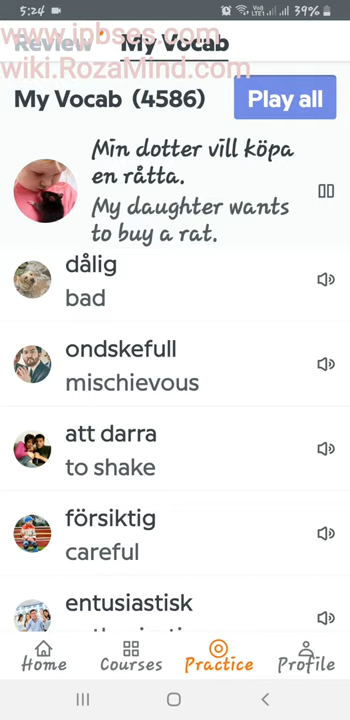 5:24
39%
www.ipbses.com
Review My Vocab
wiki.RozaMind.com
My Vocab (4586)
Play all
Min dotter vill köpa
en råtta.
My daughter wants
to buy a rat.
dålig
bad
ondskefull
mischievous
att darra
to shake
försiktig
careful
entusiastisk
Home Courses Practice Profile